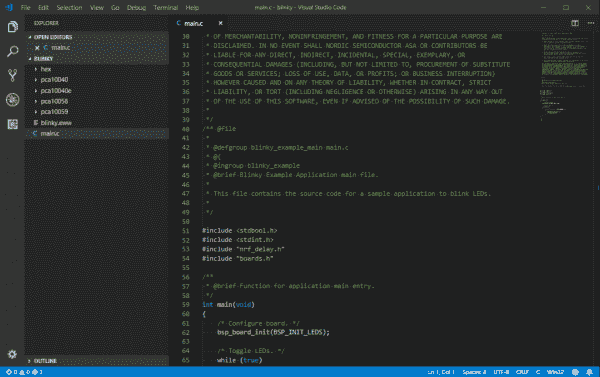 File Edit Selection View Go Debug Terminal Help
main.c - blinky - Visual Studio Code
EXPLORER
OPEN EDITORS
main.c
BLINKY
hex
pca10040
pca10040e
pca10056
pca10059
blinky.eww
C main.c
OUTLINE
C main.c
30 * OF MERCHANTABILITY, NONINFRINGEMENT, AND FITNESS FOR A PARTICULAR PURPOSE ARE
31 * DISCLAIMED. IN NO EVENT SHALL NORDIC SEMICONDUCTOR ASA OR CONTRIBUTORS BE
32 * LIABLE FOR ANY DIRECT, INDIRECT, INCIDENTAL, SPECIAL, EXEMPLARY, OR
33 * CONSEQUENTIAL DAMAGES (INCLUDING, BUT NOT LIMITED TO, PROCUREMENT OF SUBSTITUTE
34 * GOODS OR SERVICES; LOSS OF USE, DATA, OR PROFITS; OR BUSINESS INTERRUPTION)
35 * HOWEVER CAUSED AND ON ANY THEORY OF LIABILITY, WHETHER IN CONTRACT, STRICT
36 * LIABILITY, OR TORT (INCLUDING NEGLIGENCE OR OTHERWISE) ARISING IN ANY WAY OUT
37 * OF THE USE OF THIS SOFTWARE, EVEN IF ADVISED OF THE POSSIBILITY OF SUCH DAMAGE.
38 *
39 */
40 /** @file
41 *
42 * @defgroup blinky_example_main main.c
43 * @{
44 * @ingroup blinky_example
45 * @brief Blinky Example Application main file.
46 *
47 * This file contains the source code for a sample application to blink LEDs.
48 *
49 */
50
51 #include <stdbool.h>
52 #include <stdint.h>
53 #include "nrf_delay.h"
54 #include "boards.h"
55
56 /**
57 * @brief Function for application main entry.
58 */
59 int main(void)
60 {
61 /* Configure board. */
62 bsp_board_init(BSP_INIT_LEDS);
63
64 /* Toggle LEDs. */
65 while (true)
0 0 3
Ln 1, Col 1 Spaces: 4 UTF-8 CRLF C Win32